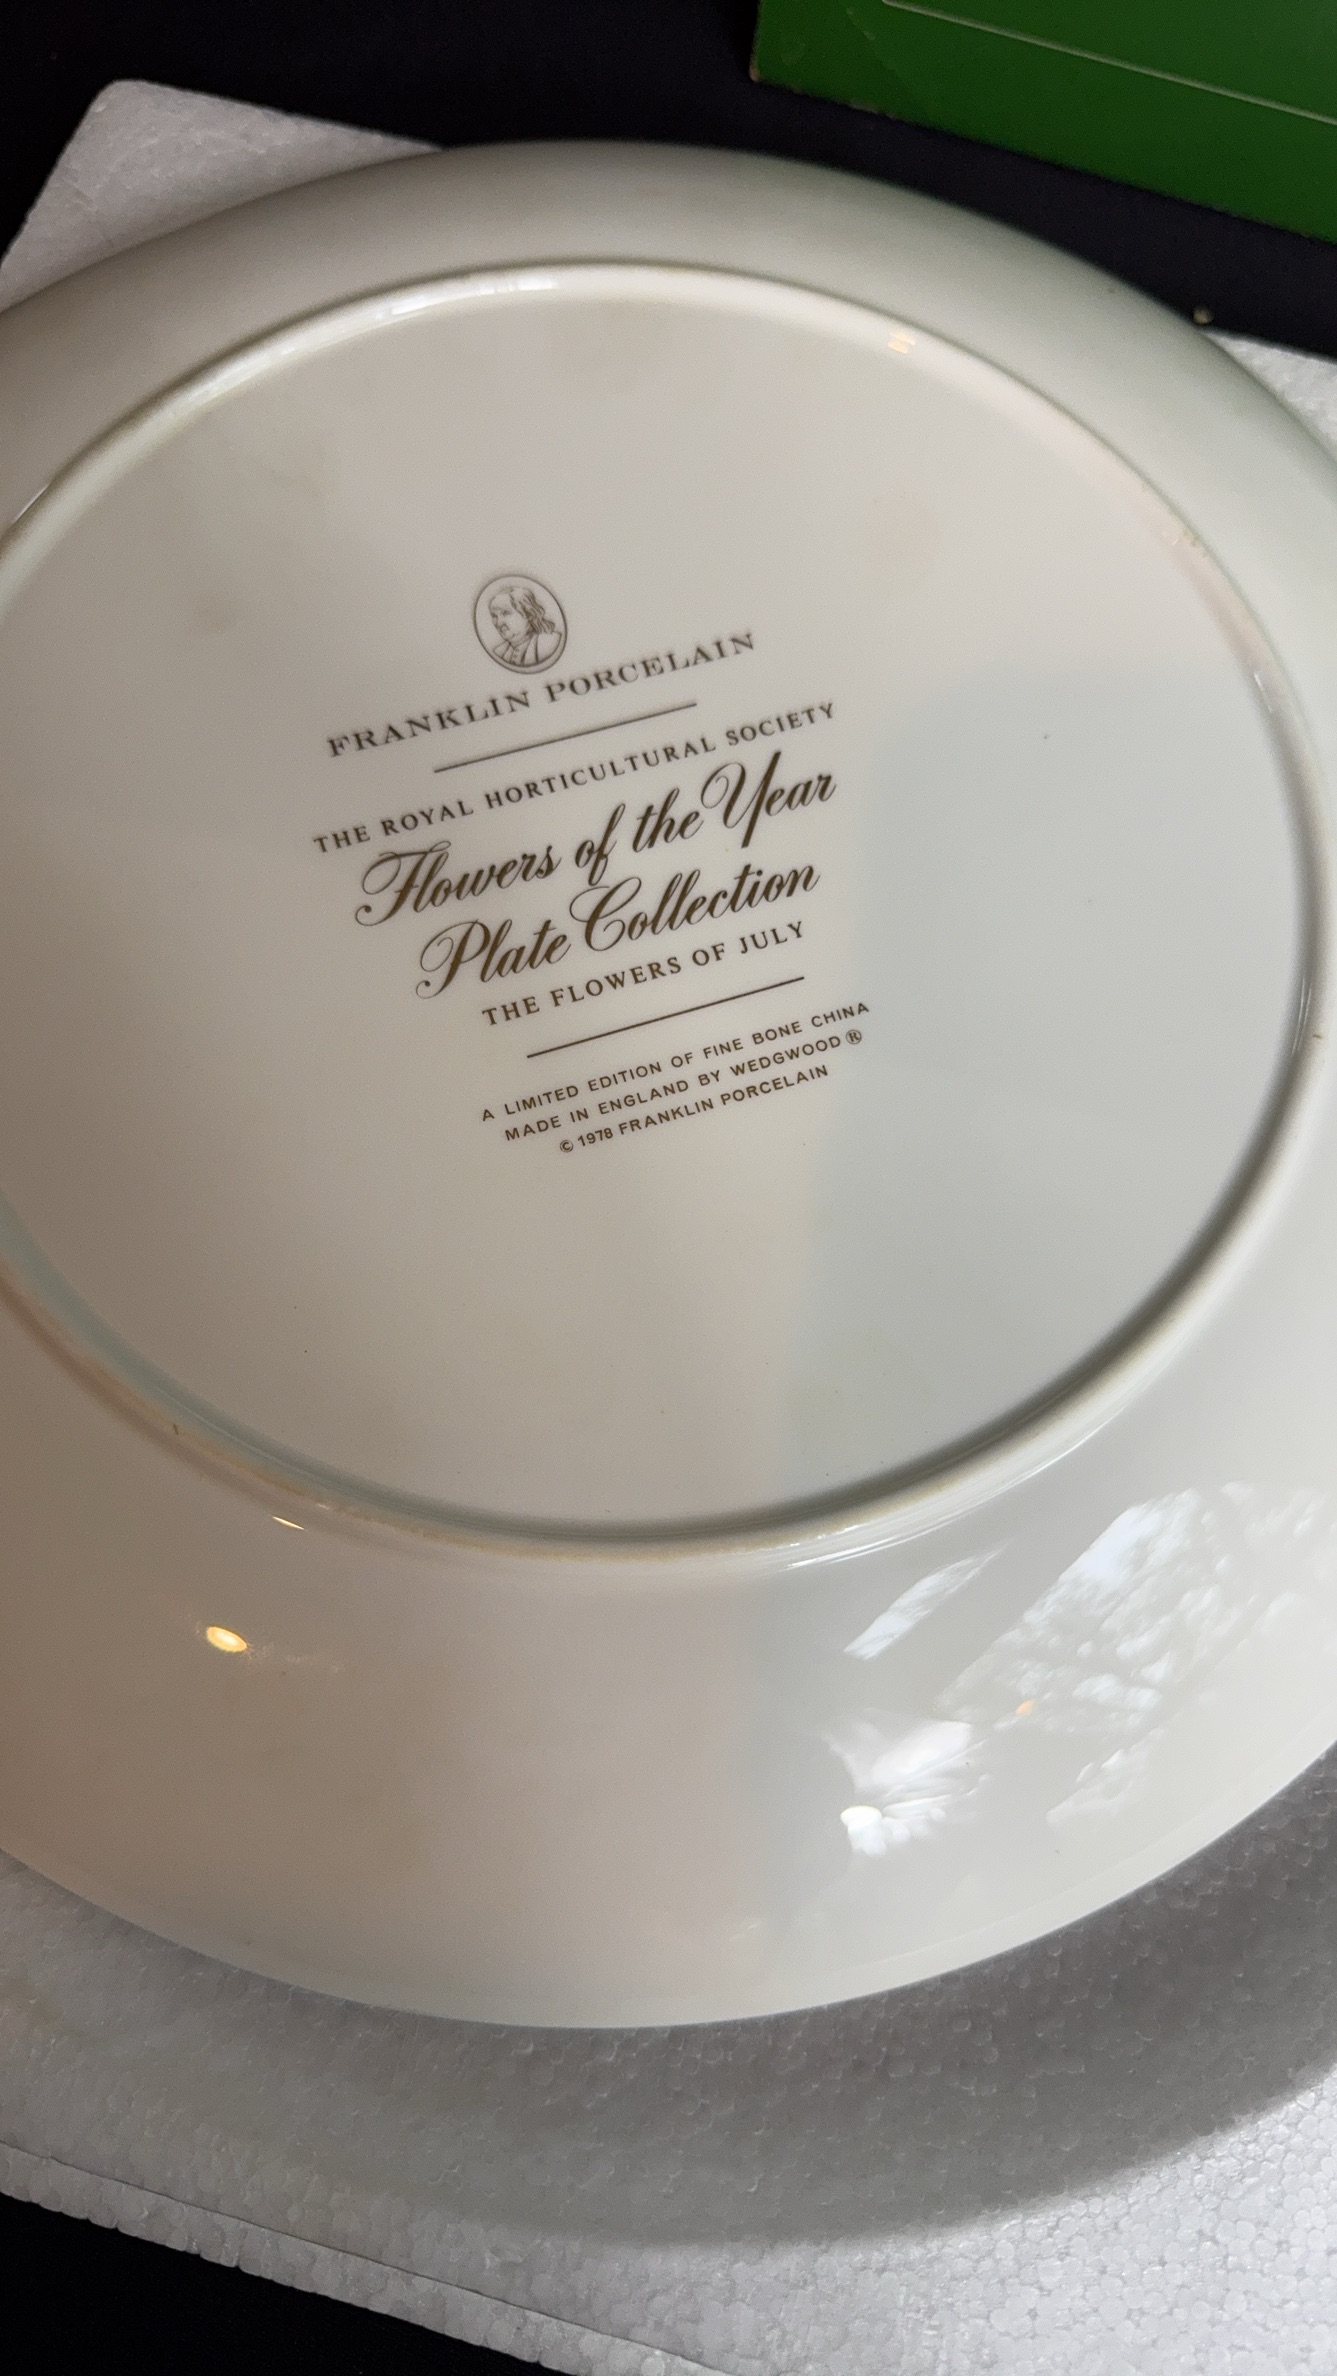 FRANKLIN PORCELAIN
THE ROYAL HORTICULTURAL SOCIETY
Flowers of the Year
Plate Collection
THE FLOWERS OF JULY
A LIMITED EDITION OF FINE BONE CHINA
MADE IN ENGLAND BY WEDGWOOD ®
© 1978 FRANKLIN PORCELAIN